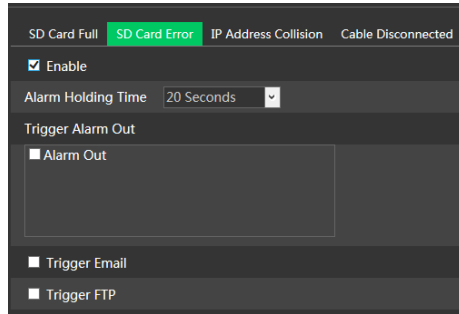 SD Card Full SD Card Error IP Address Collision Cable Disconnected
Enable
Alarm Holding Time 20 Seconds
Trigger Alarm Out
Alarm Out
Trigger Email
Trigger FTP